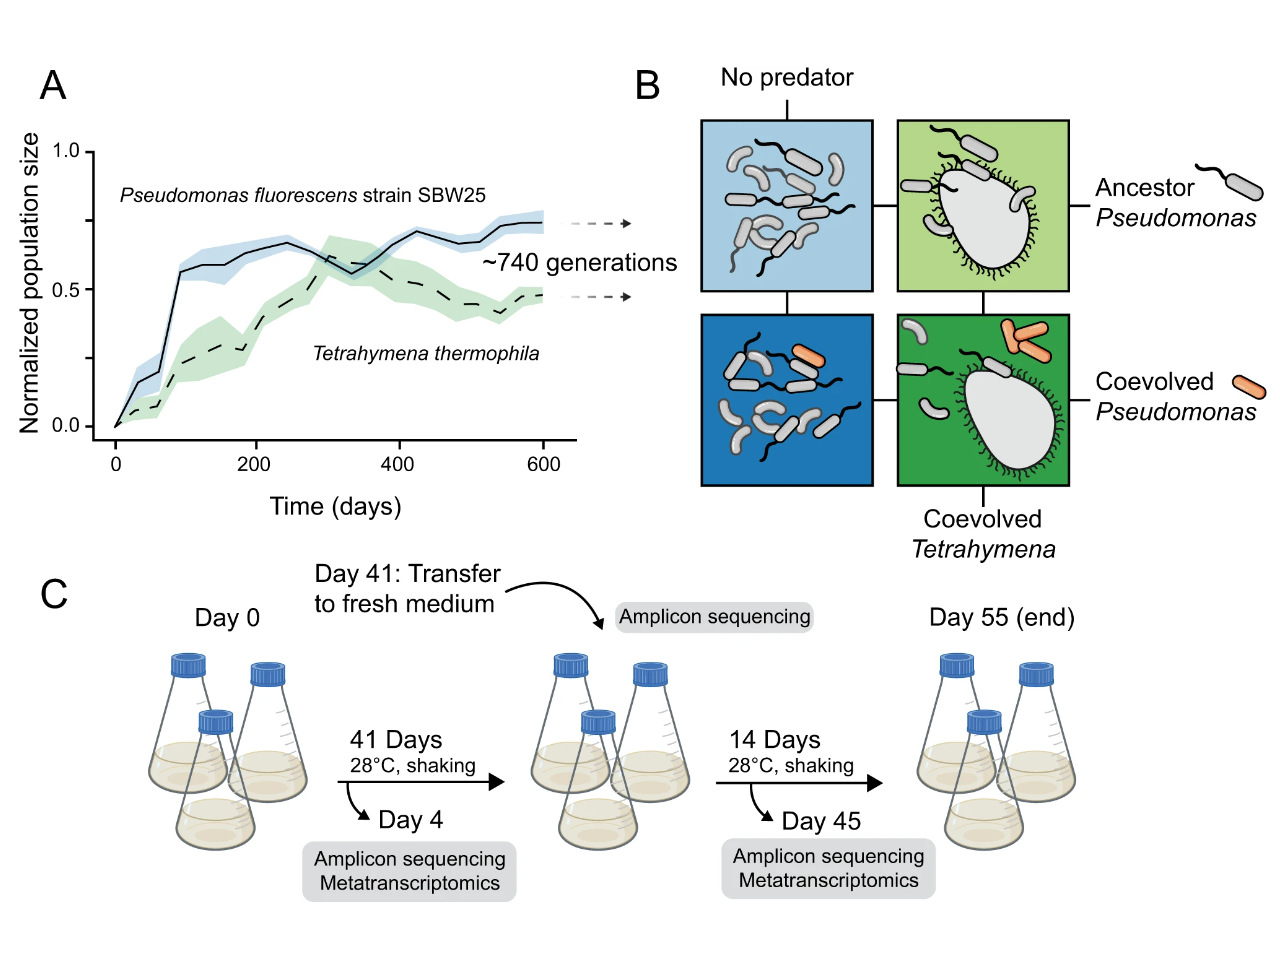 A
Normalized population size
1.0
0.5
0.0
Pseudomonas fluorescens strain SBW25
~740 generations
Tetrahymena thermophila
0
200
400
600
Time (days)
B
No predator
Ancestor
Pseudomonas
Coevolved
Pseudomonas
Coevolved
Tetrahymena
C
Day 0
Day 41: Transfer
to fresh medium
Amplicon sequencing
Day 55 (end)
41 Days
28°C, shaking
Day 4
Amplicon sequencing
Metatranscriptomics
14 Days
28°C, shaking
Day 45
Amplicon sequencing
Metatranscriptomics